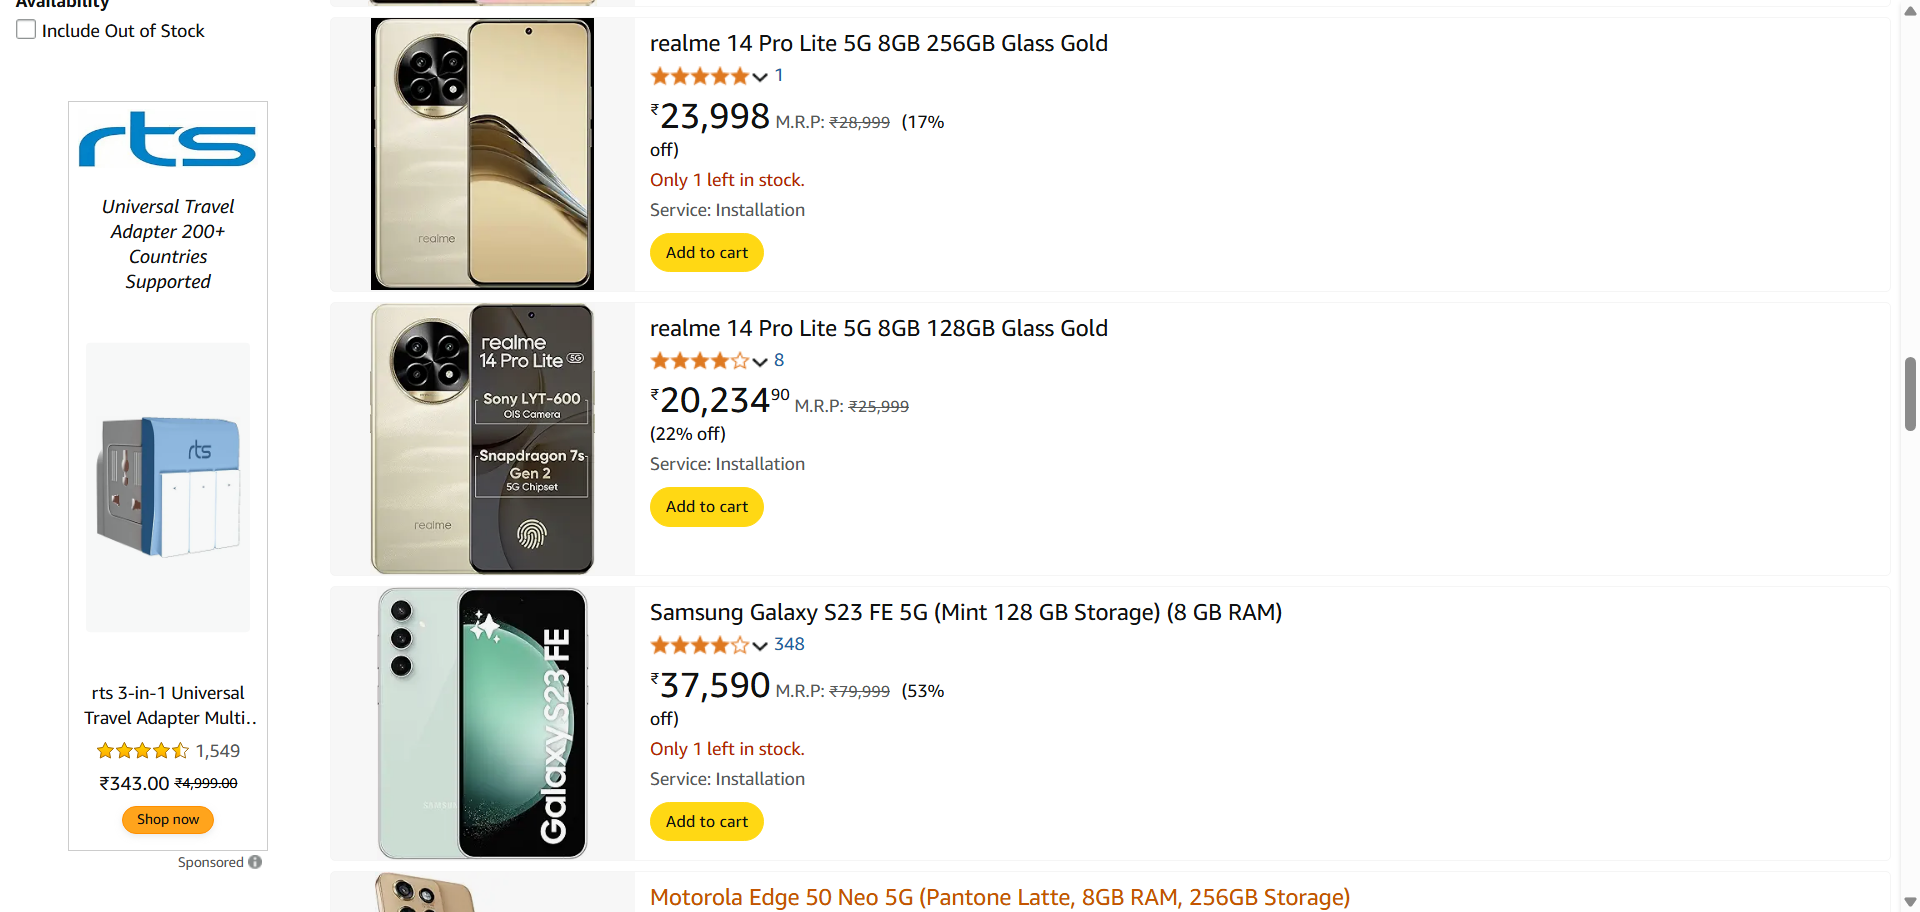 Availability
Include Out of Stock
rts
Universal Travel
Adapter 200+
Countries
Supported
rts
rts 3-in-1 Universal
Travel Adapter Multi..
1,549
₹343.00 ₹4,999.00
Shop now
Sponsored
realme
realme 14 Pro Lite 5G 8GB 256GB Glass Gold
1
₹23,998 M.R.P: ₹28,999 (17%
off)
Only 1 left in stock.
Service: Installation
Add to cart
realme
14 Pro Lite 5G
Sony LYT-600
OIS Camera
Snapdragon 7s
Gen 2
5G Chipset
realme
realme 14 Pro Lite 5G 8GB 128GB Glass Gold
8
₹20,234 90 M.R.P: ₹25,999
(22% off)
Service: Installation
Add to cart
Galaxy S23 FE
SAMSUNG
Samsung Galaxy S23 FE 5G (Mint 128 GB Storage) (8 GB RAM)
348
₹37,590 M.R.P: ₹79,999 (53%
off)
Only 1 left in stock.
Service: Installation
Add to cart
Motorola Edge 50 Neo 5G (Pantone Latte, 8GB RAM, 256GB Storage)